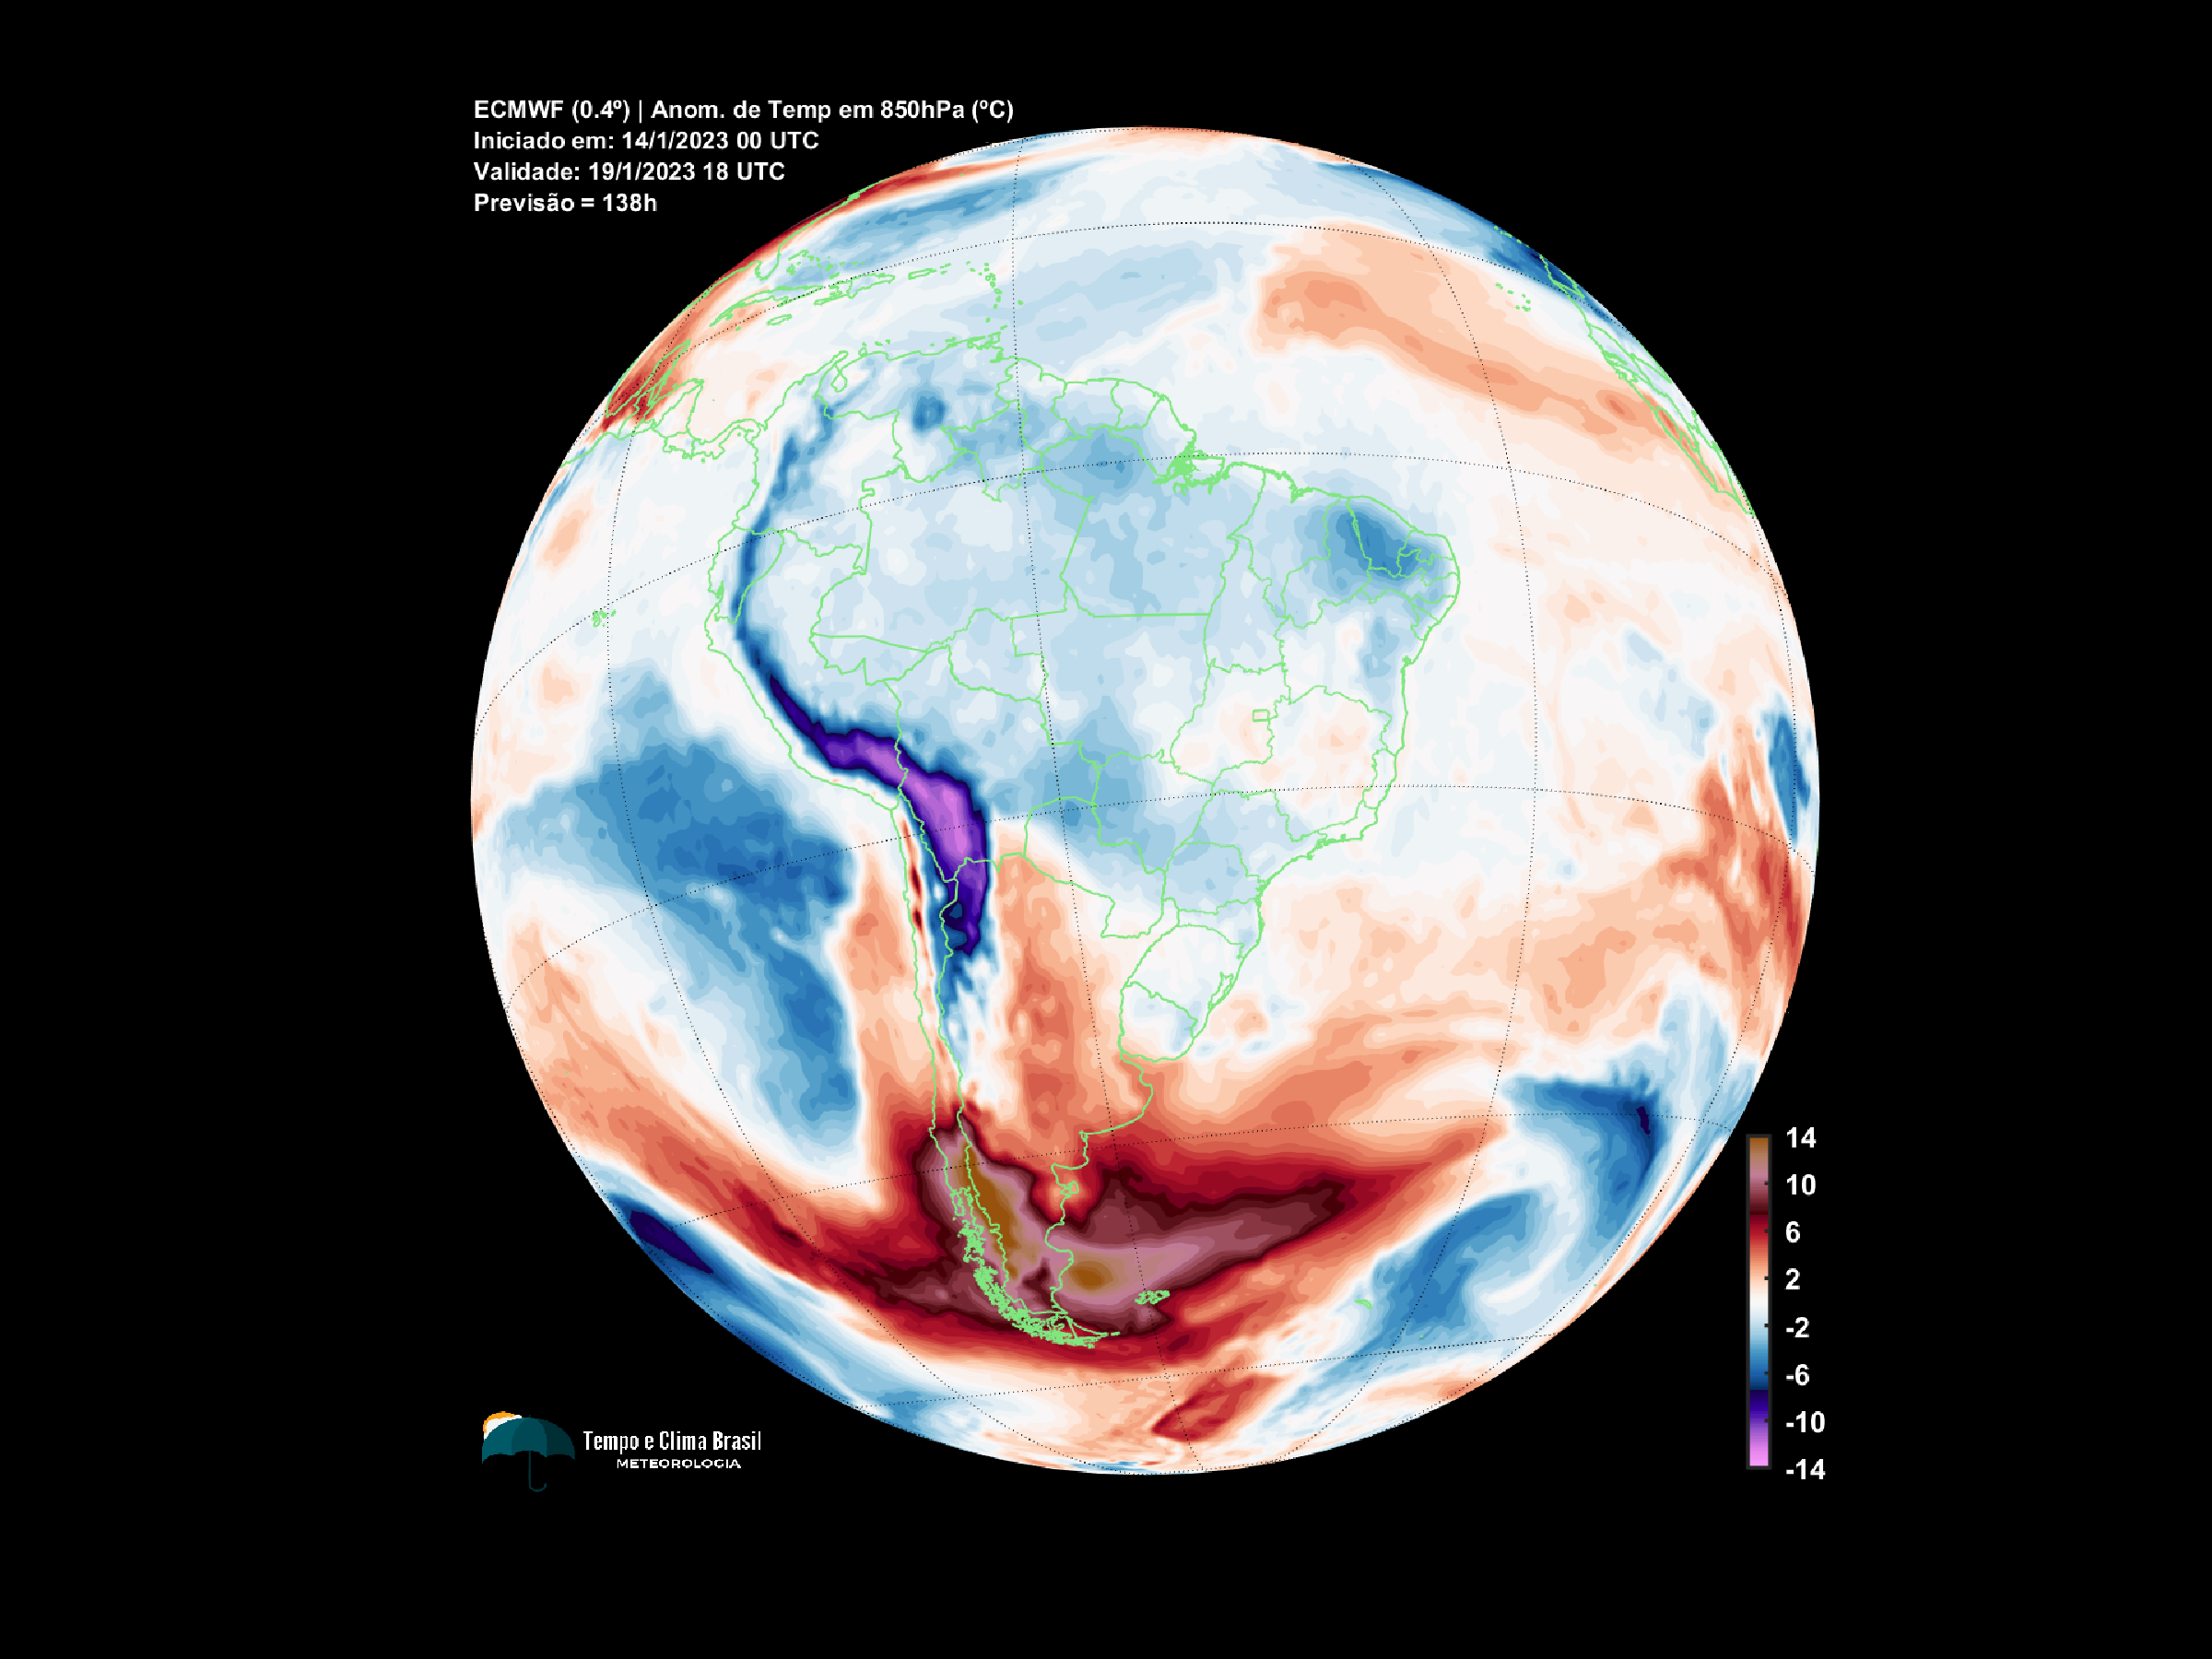 ECMWF (0.4º) | Anom. de Temp em 850hPa (ºC)
Iniciado em: 14/1/2023 00 UTC
Validade: 19/1/2023 18 UTC
Previsão = 138h
14
10
6
2
-2
-6
-10
-14
Tempo e Clima Brasil
METEOROLOGIA